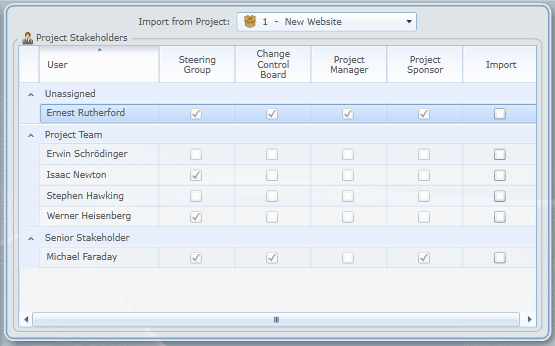 Import from Project: 1 - New Website
Project Stakeholders
User Steering Group Change Control Board Project Manager Project Sponsor Import
Unassigned
Ernest Rutherford
Project Team
Erwin Schrödinger
Isaac Newton
Stephen Hawking
Werner Heisenberg
Senior Stakeholder
Michael Faraday